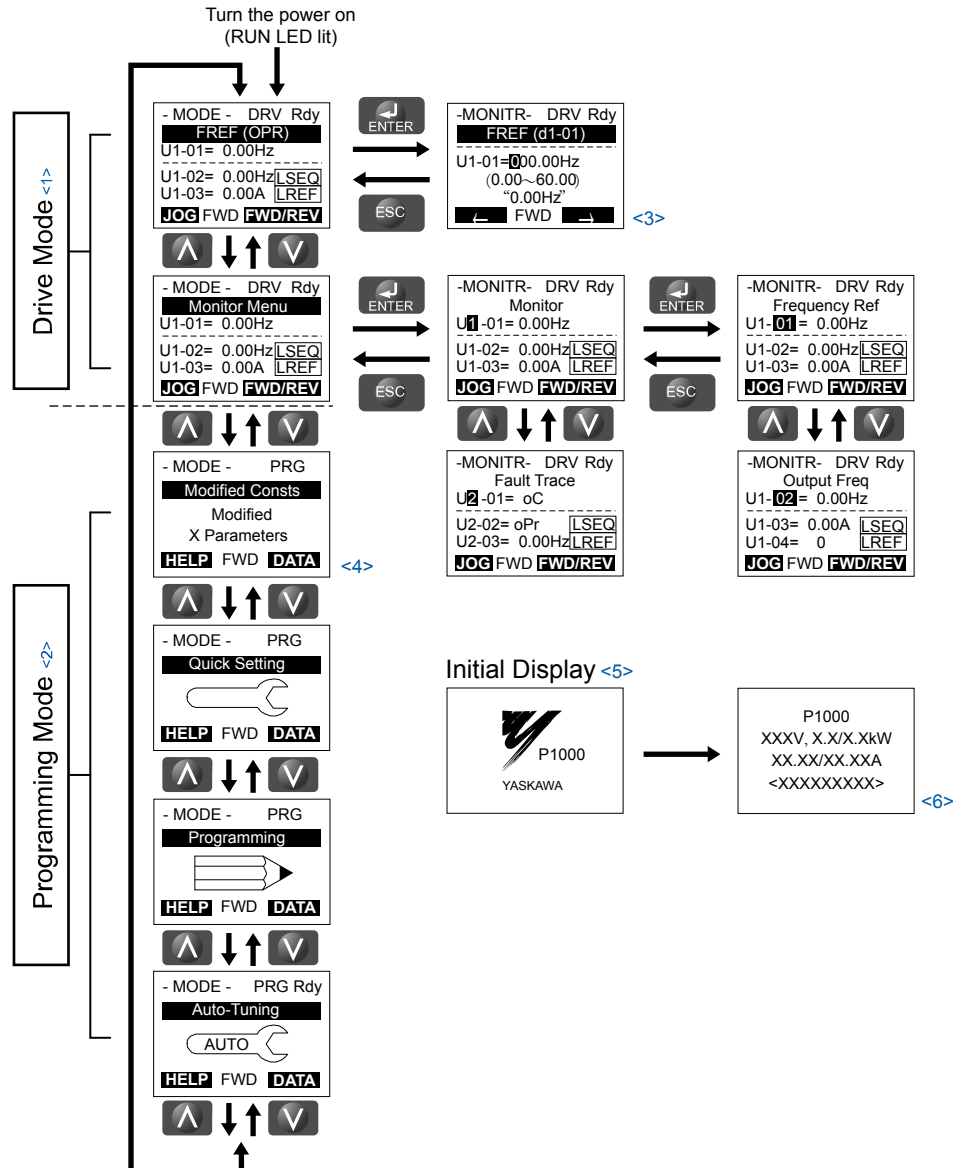 Turn the power on
(RUN LED lit)
Drive Mode <1>
- MODE - DRV Rdy
FREF (OPR)
U1-01= 0.00Hz
U1-02= 0.00Hz LSEQ
U1-03= 0.00A LREF
JOG FWD FWD/REV
ENTER
ESC
-MONITR- DRV Rdy
FREF (d1-01)
U1-01=000.00Hz
(0.00~60.00)
“0.00Hz”
← FWD →
<3>
- MODE - DRV Rdy
Monitor Menu
U1-01= 0.00Hz
U1-02= 0.00Hz LSEQ
U1-03= 0.00A LREF
JOG FWD FWD/REV
ENTER
ESC
-MONITR- DRV Rdy
Monitor
U1 -01= 0.00Hz
U1-02= 0.00Hz LSEQ
U1-03= 0.00A LREF
JOG FWD FWD/REV
ENTER
ESC
-MONITR- DRV Rdy
Frequency Ref
U1- 01 = 0.00Hz
U1-02= 0.00Hz LSEQ
U1-03= 0.00A LREF
JOG FWD FWD/REV
-MONITR- DRV Rdy
Fault Trace
U2 -01= oC
U2-02= oPr LSEQ
U2-03= 0.00Hz LREF
JOG FWD FWD/REV
-MONITR- DRV Rdy
Output Freq
U1- 02 = 0.00Hz
U1-03= 0.00A LSEQ
U1-04= 0 LREF
JOG FWD FWD/REV
Programming Mode <2>
- MODE - PRG
Modified Consts
Modified
X Parameters
HELP FWD DATA
<4>
- MODE - PRG
Quick Setting
HELP FWD DATA
- MODE - PRG
Programming
HELP FWD DATA
- MODE - PRG Rdy
Auto-Tuning
AUTO
HELP FWD DATA
Initial Display <5>
P1000
YASKAWA
P1000
XXXV, X.X/X.XkW
XX.XX/XX.XXA
<XXXXXXXXX>
<6>